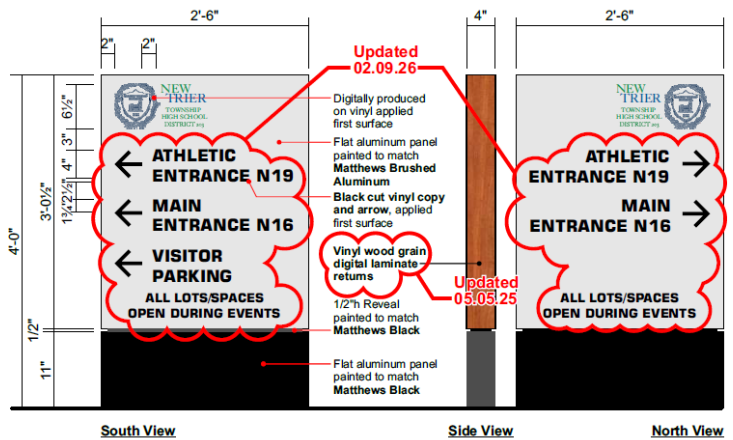 2'-6"
4"
2'-6"
2"
2"
Updated
02.09.26
NEW
TRIER
TOWNSHIP
HIGH SCHOOL
DISTRICT 203
Digitally produced
on vinyl applied
first surface
NEW
TRIER
TOWNSHIP
HIGH SCHOOL
DISTRICT 203
6½"
3"
4"
2½"
1¾"
3'-0½"
4'-0"
1/2"
11"
ATHLETIC
ENTRANCE N19
MAIN
ENTRANCE N16
VISITOR
PARKING
ALL LOTS/SPACES
OPEN DURING EVENTS
Flat aluminum panel
painted to match
Matthews Brushed
Aluminum
Black cut vinyl copy
and arrow, applied
first surface
Vinyl wood grain
digital laminate
returns
Updated
05.05.25
1/2"h Reveal
painted to match
Matthews Black
Flat aluminum panel
painted to match
Matthews Black
ATHLETIC
ENTRANCE N19
MAIN
ENTRANCE N16
ALL LOTS/SPACES
OPEN DURING EVENTS
South View
Side View
North View